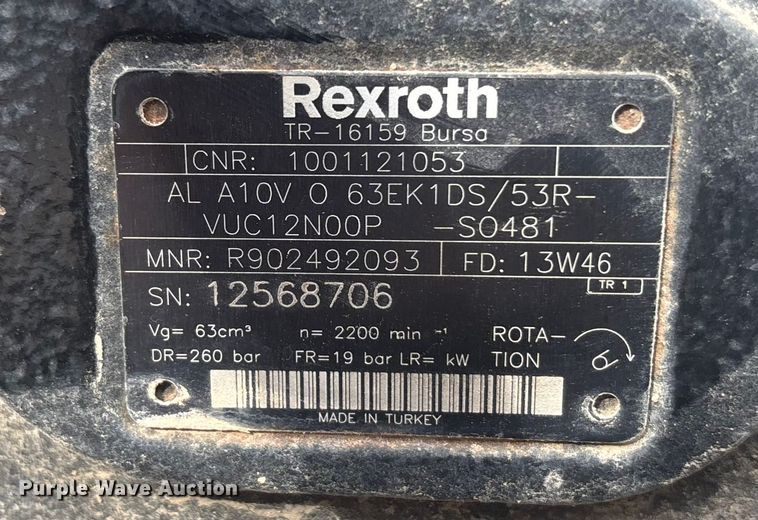 Rexroth
TR-16159 Bursa
CNR: 1001121053
AL A10V O 63EK1DS/53R-
VUC12N00P -SO481
MNR: R902492093 FD: 13W46
TR 1
SN: 12568706
Vg= 63cm³ n= 2200 min -1 ROTA-
DR=260 bar FR=19 bar LR= kW TION
MADE IN TURKEY
Purple Wave Auction